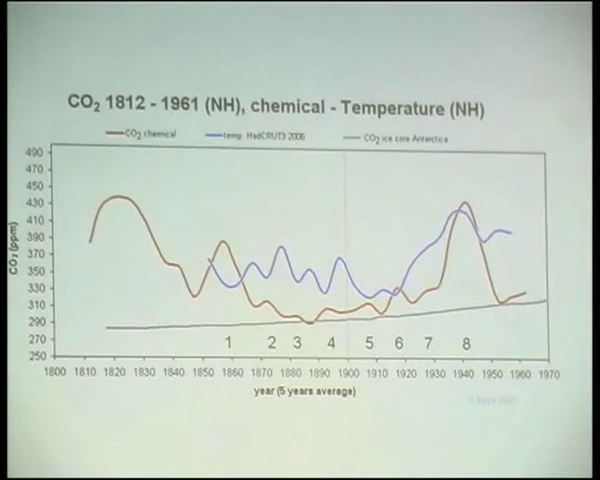 CO₂ 1812 - 1961 (NH), chemical - Temperature (NH)
CO₂ chemical temp. HadCRUT3 2006 CO₂ ice core Antarctica
490
470
450
430
410
390
370
350
330
310
290
270
250
CO₂ (ppm)
1 2 3 4 5 6 7 8
1800 1810 1820 1830 1840 1850 1860 1870 1880 1890 1900 1910 1920 1930 1940 1950 1960 1970
year (5 years average)